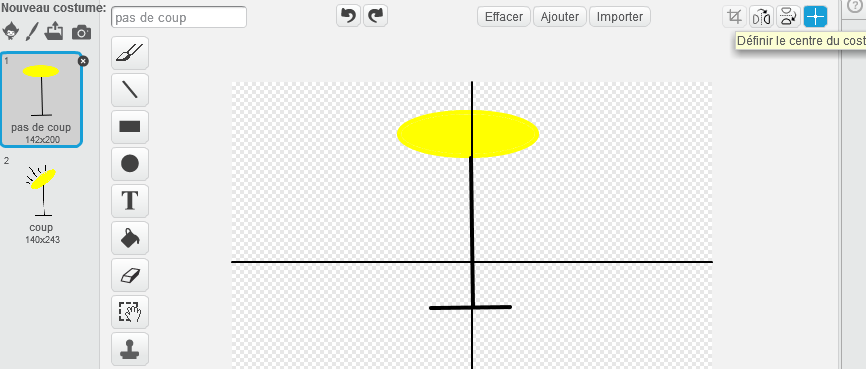 Nouveau costume:
pas de coup
Effacer
Ajouter
Importer
Définir le centre du cost
1
pas de coup
142x200
2
coup
140x243
T
?